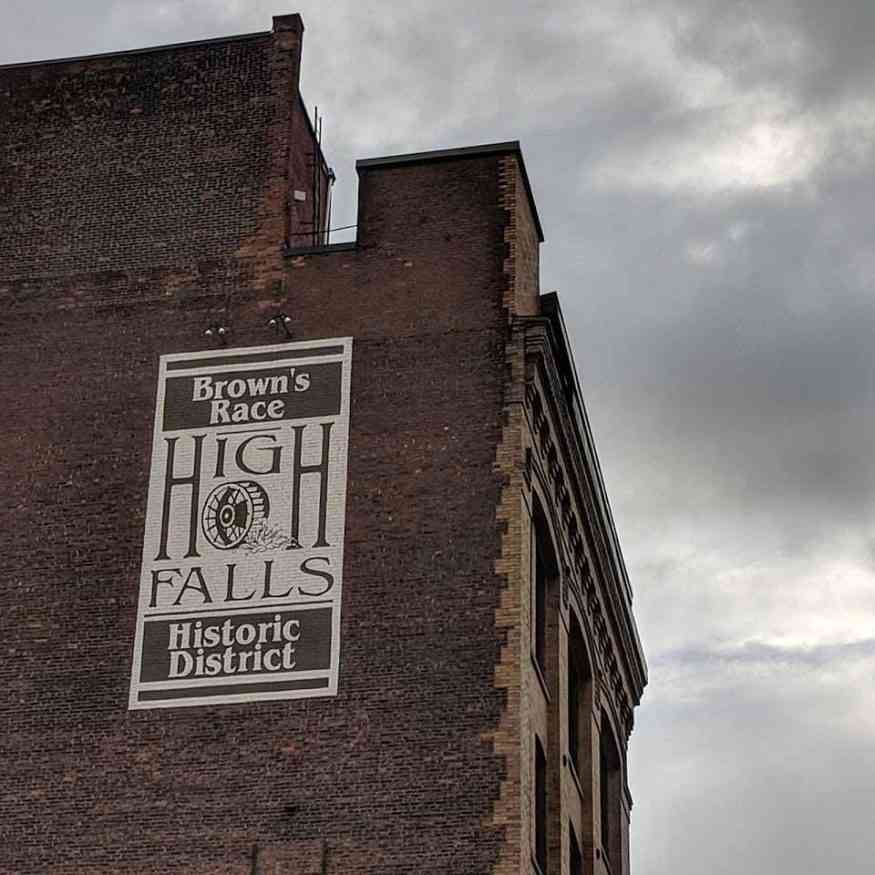 Brown's
Race
HIGH
FALLS
Historic
District